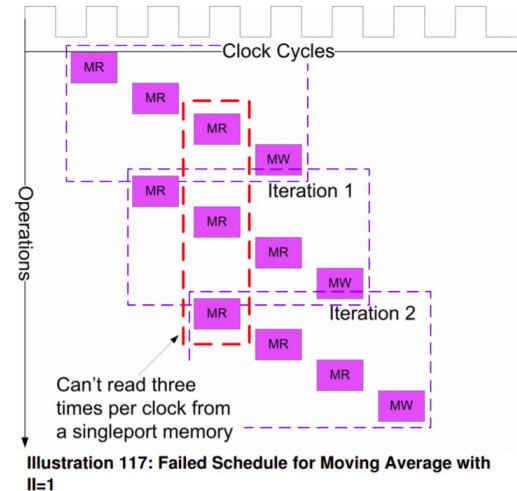 Clock Cycles
MR
MR
MR
MW
Iteration 1
MR
MR
MR
MW
Iteration 2
MR
MR
MR
MW
Operations
Can't read three
times per clock from
a singleport memory
Illustration 117: Failed Schedule for Moving Average with
II=1